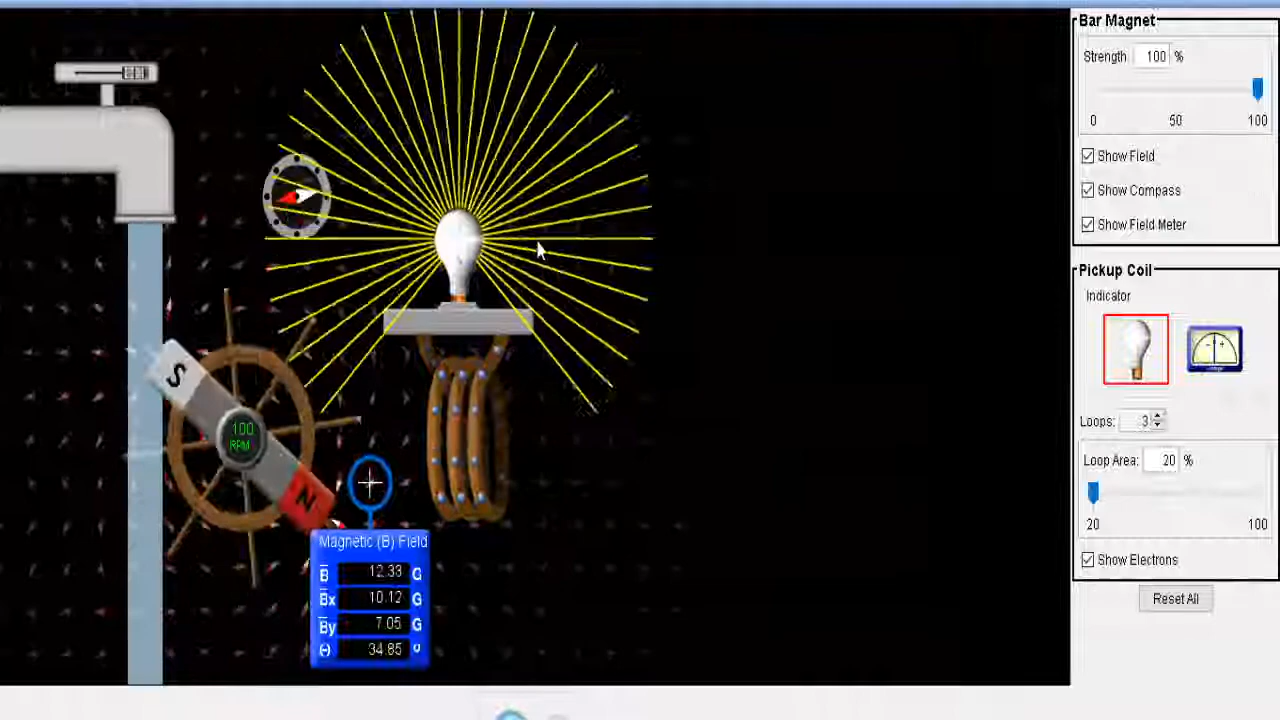 Bar Magnet
Strength 100 %
0 50 100
Show Field
Show Compass
Show Field Meter
Pickup Coil
Indicator
Loops: 3
Loop Area: 20 %
20 100
Show Electrons
Reset All
S
100
RPM
N
Magnetic (B) Field
B 12.33 G
Bx 10.12 G
By 7.05 G
Θ 34.85 º